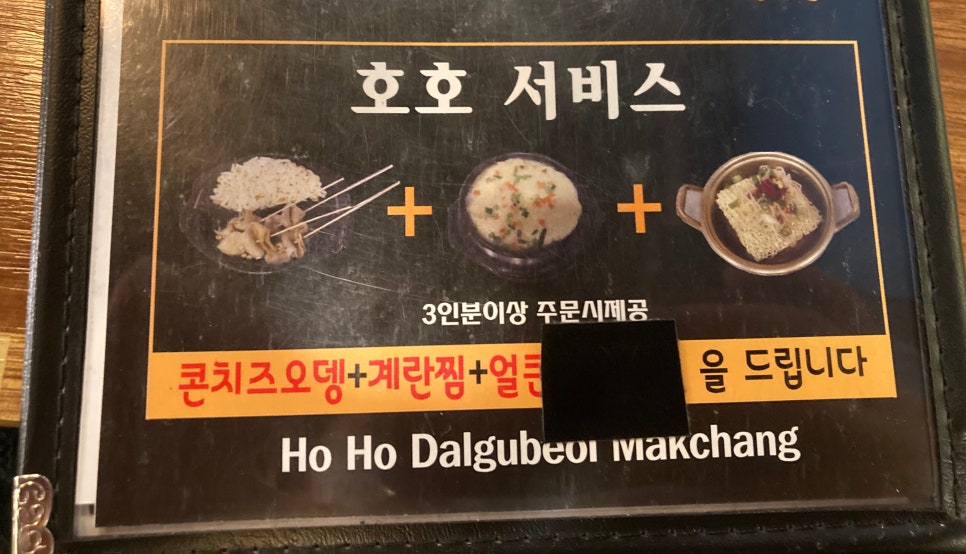 호호 서비스
+ +
3인분이상 주문시제공
콘치즈오뎅+계란찜+얼큰 을 드립니다
Ho Ho Dalgubeol Makchang